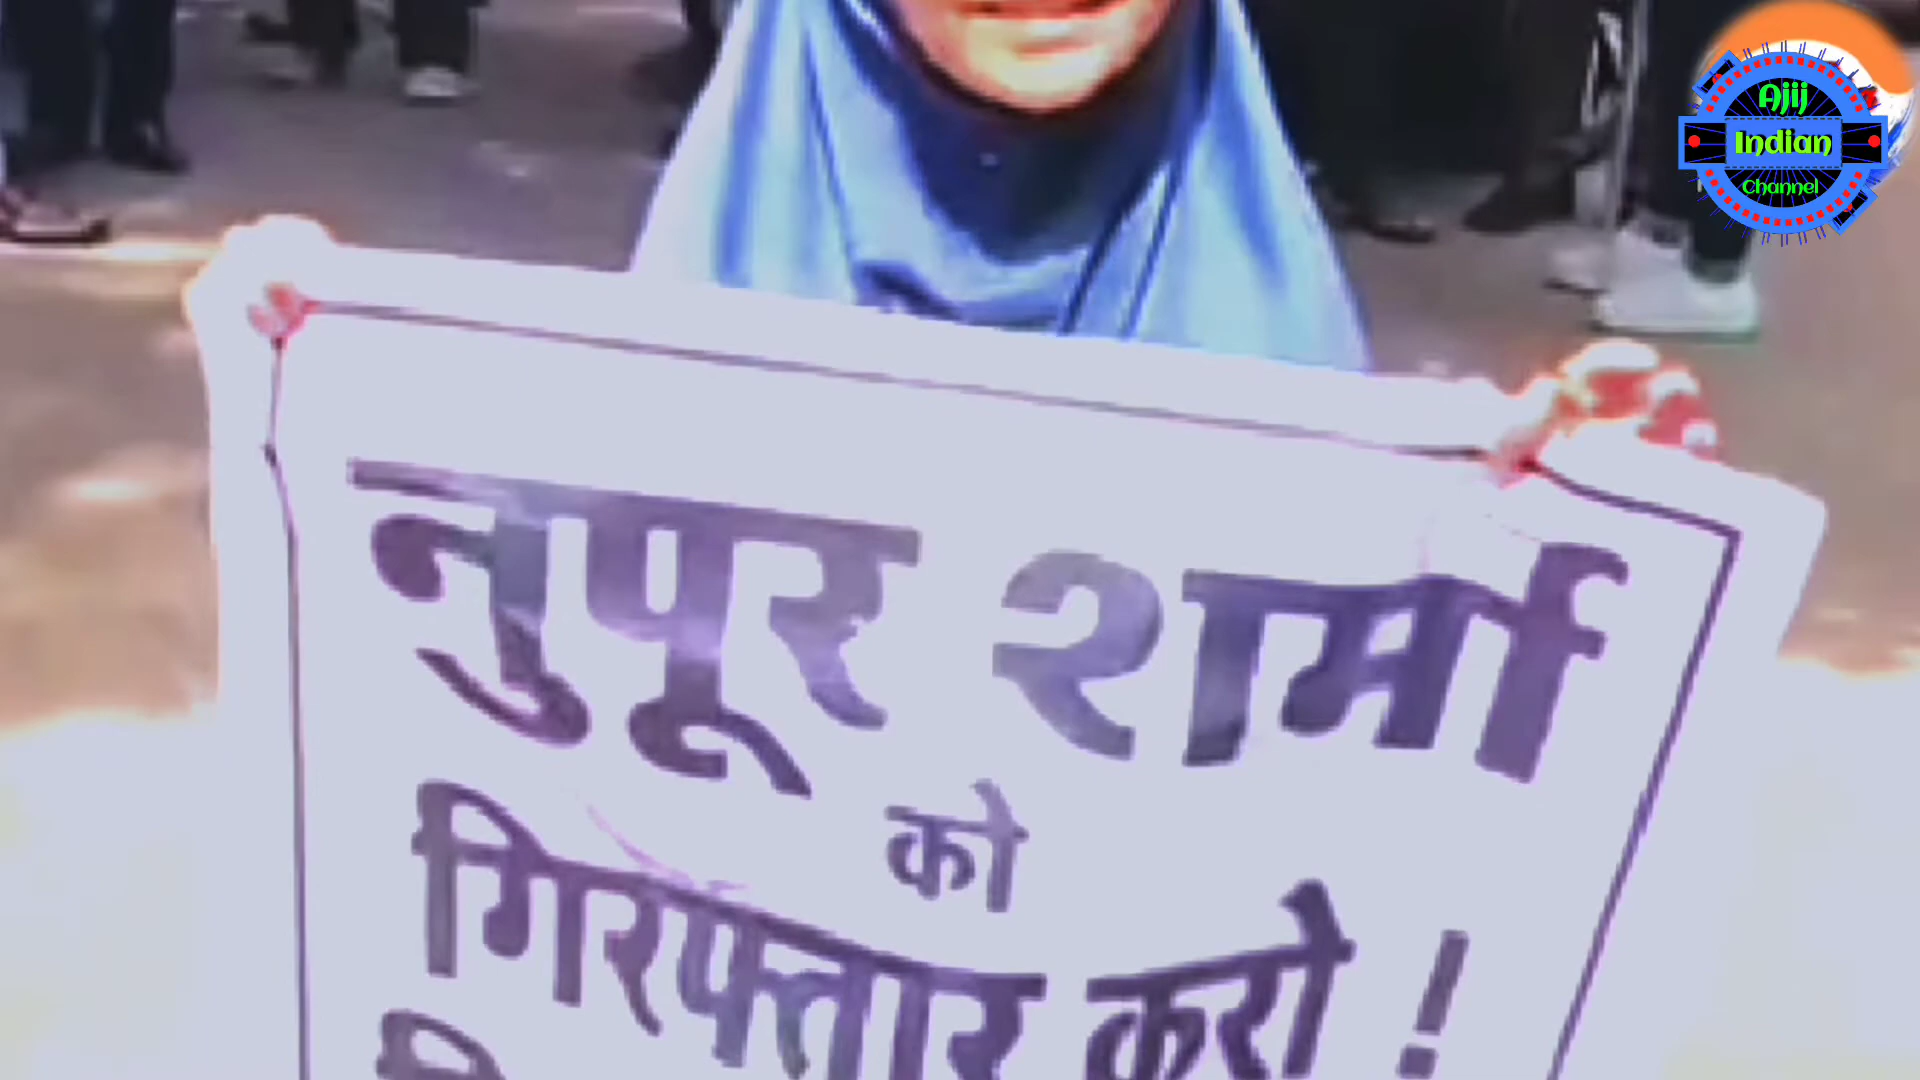 Ajij
Indian
Channel
नुपूर शर्मा
को
गिरफ्तार करो !